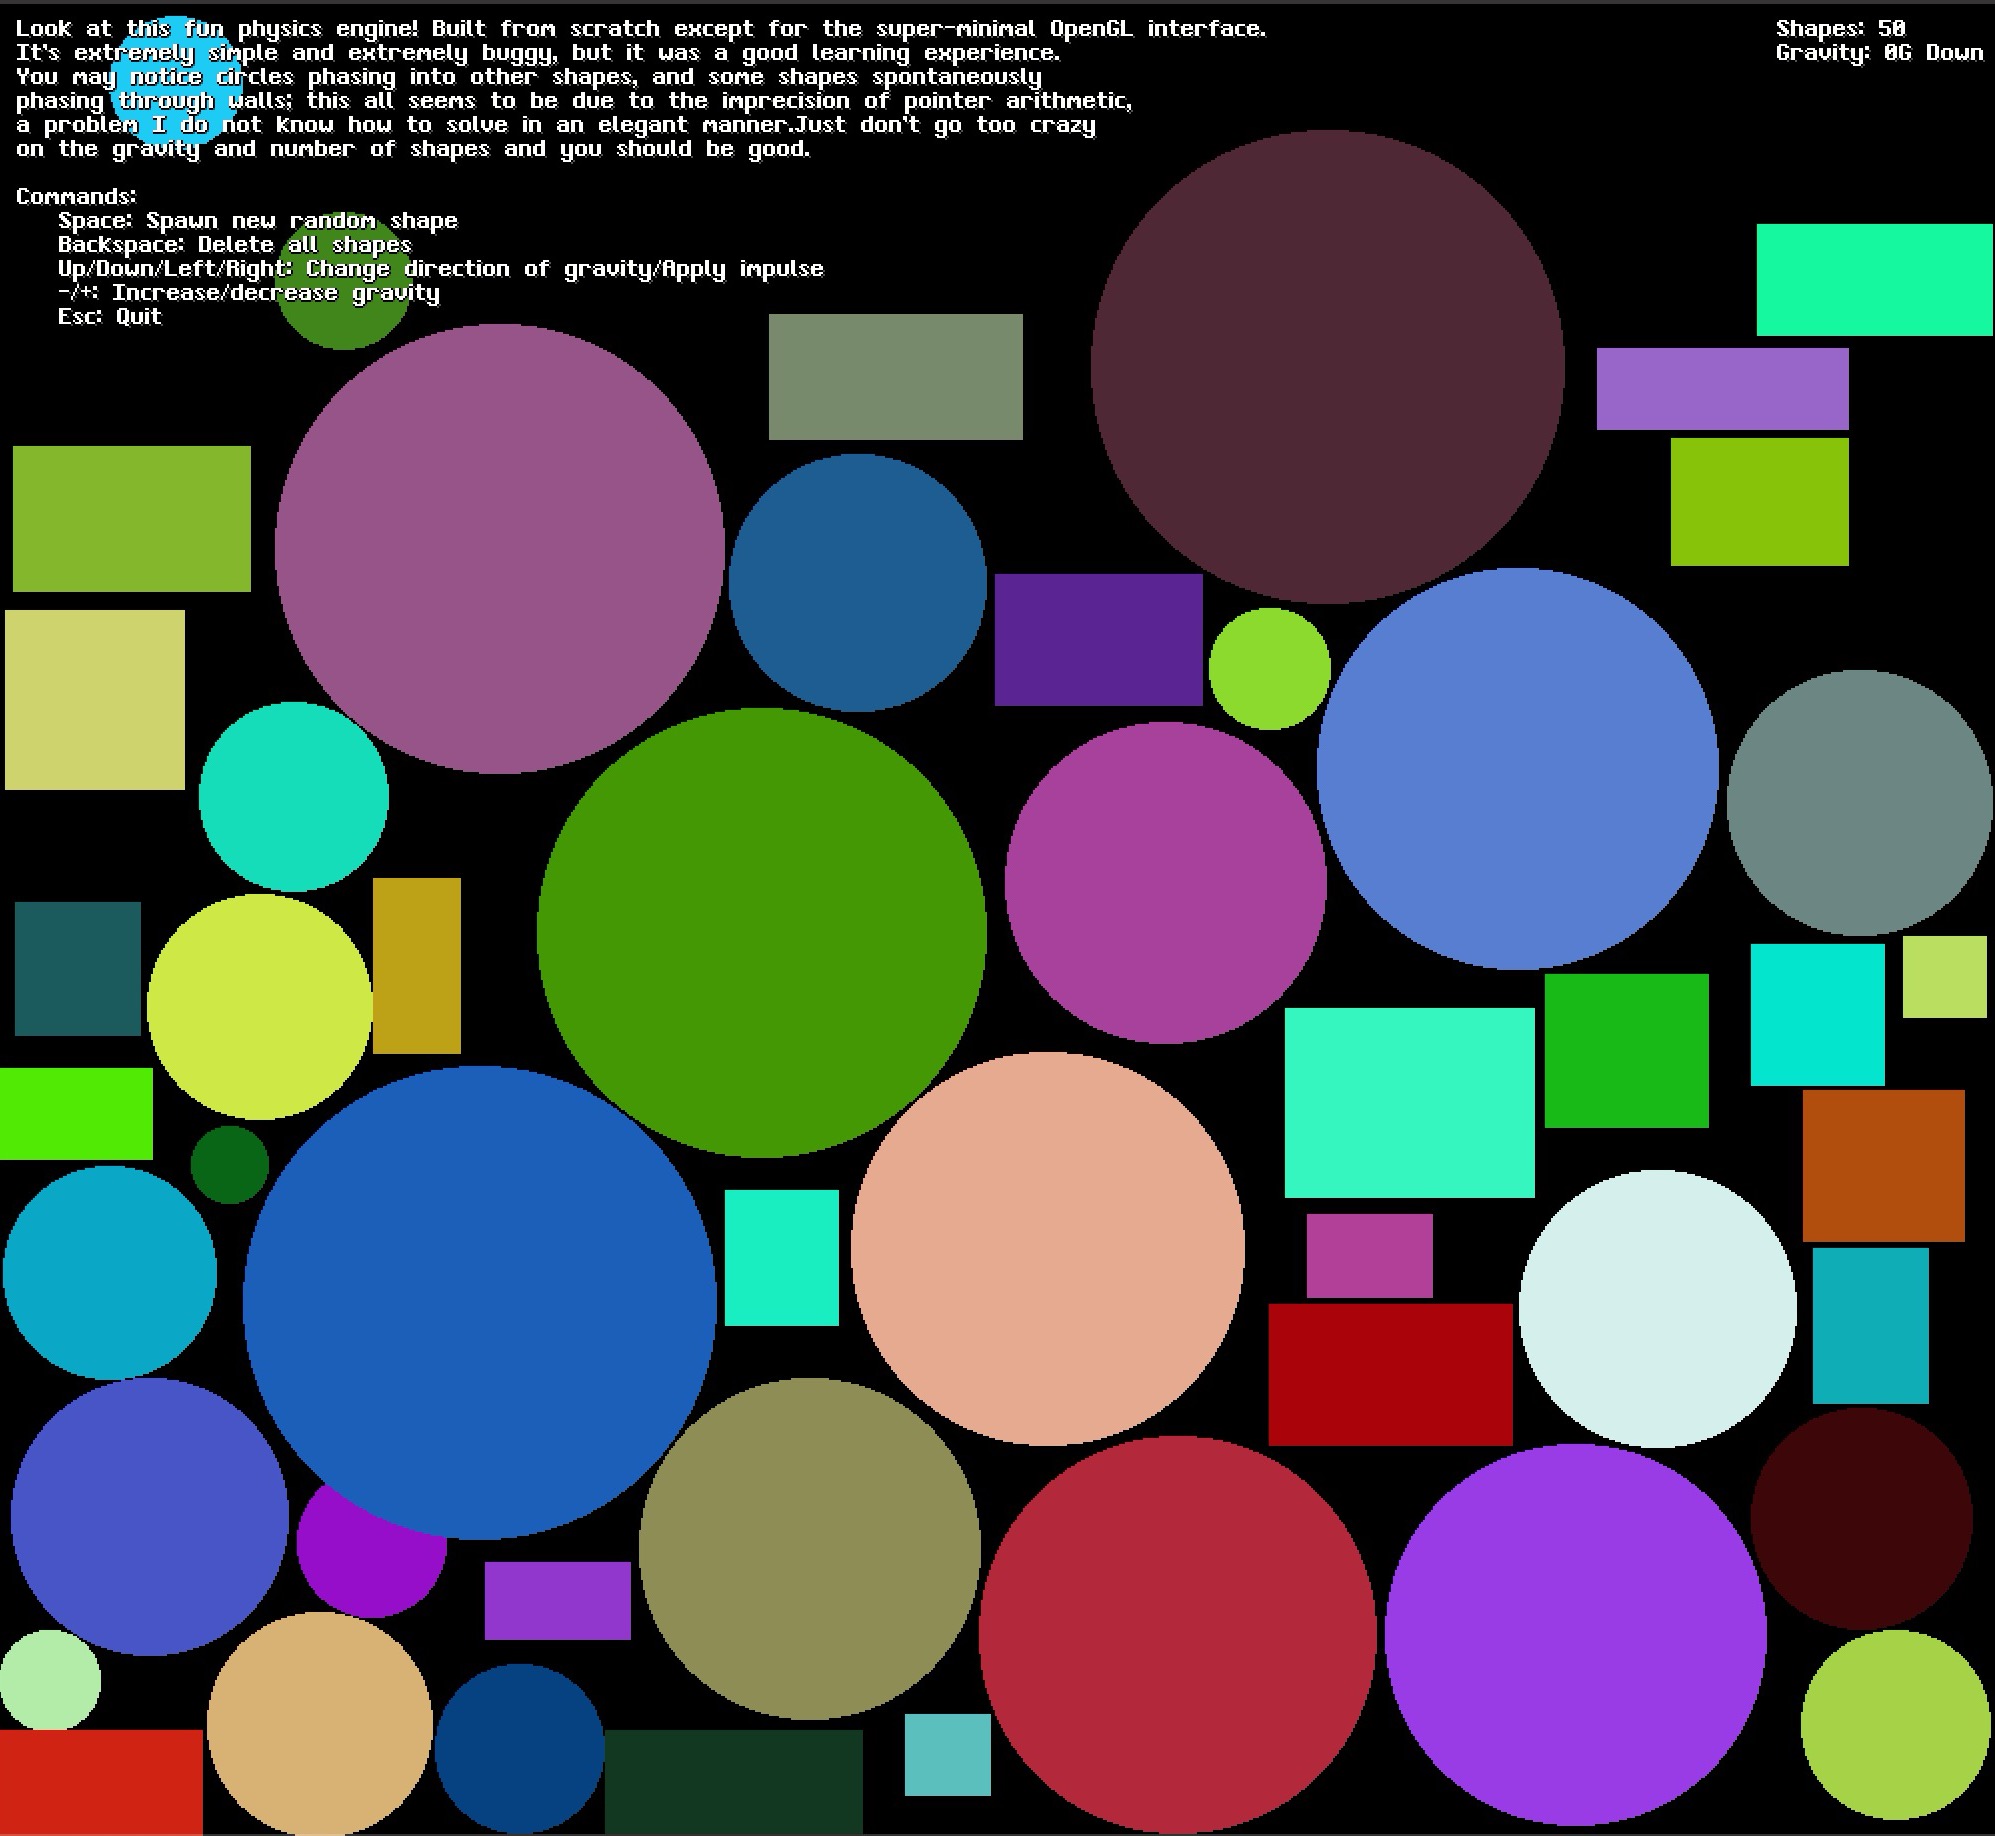 Look at this fun physics engine! Built from scratch except for the super-minimal OpenGL interface.
It's extremely simple and extremely buggy, but it was a good learning experience.
You may notice circles phasing into other shapes, and some shapes spontaneously
phasing through walls; this all seems to be due to the imprecision of pointer arithmetic,
a problem I do not know how to solve in an elegant manner.Just don't go too crazy
on the gravity and number of shapes and you should be good.
Commands:
Space: Spawn new random shape
Backspace: Delete all shapes
Up/Down/Left/Right: Change direction of gravity/Apply impulse
-/+: Increase/decrease gravity
Esc: Quit
Shapes: 50
Gravity: 0G Down